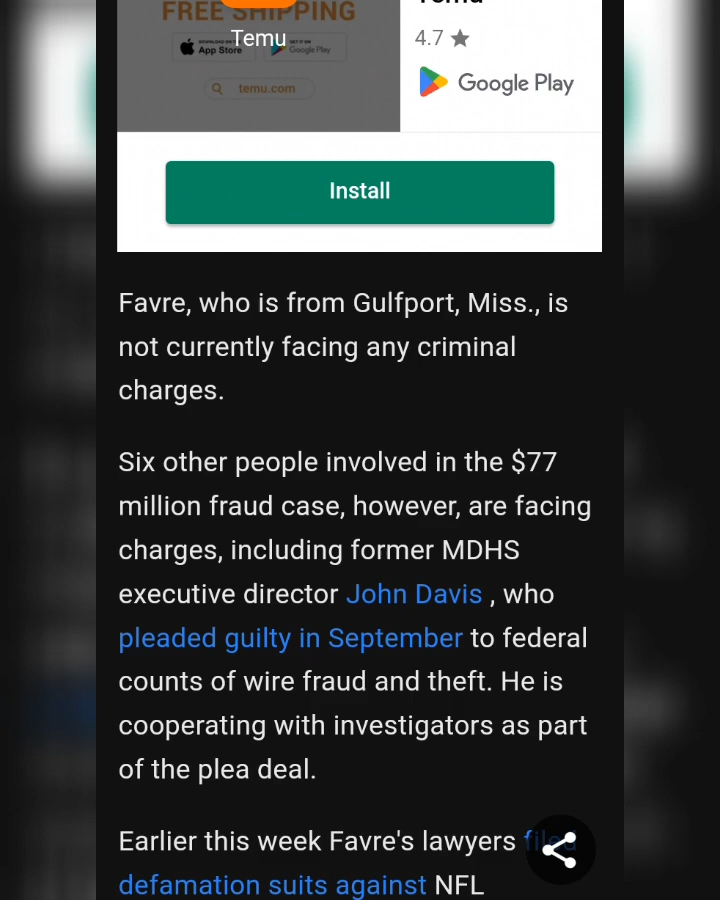 FREE SHIPPING
Temu
4.7
App Store
GET IT ON
Google Play
Temu
temu.com
Google Play
Install
Favre, who is from Gulfport, Miss., is
not currently facing any criminal
charges.
Six other people involved in the $77
million fraud case, however, are facing
charges, including former MDHS
executive director John Davis , who
pleaded guilty in September to federal
counts of wire fraud and theft. He is
cooperating with investigators as part
of the plea deal.
Earlier this week Favre's lawyers filed
defamation suits against NFL